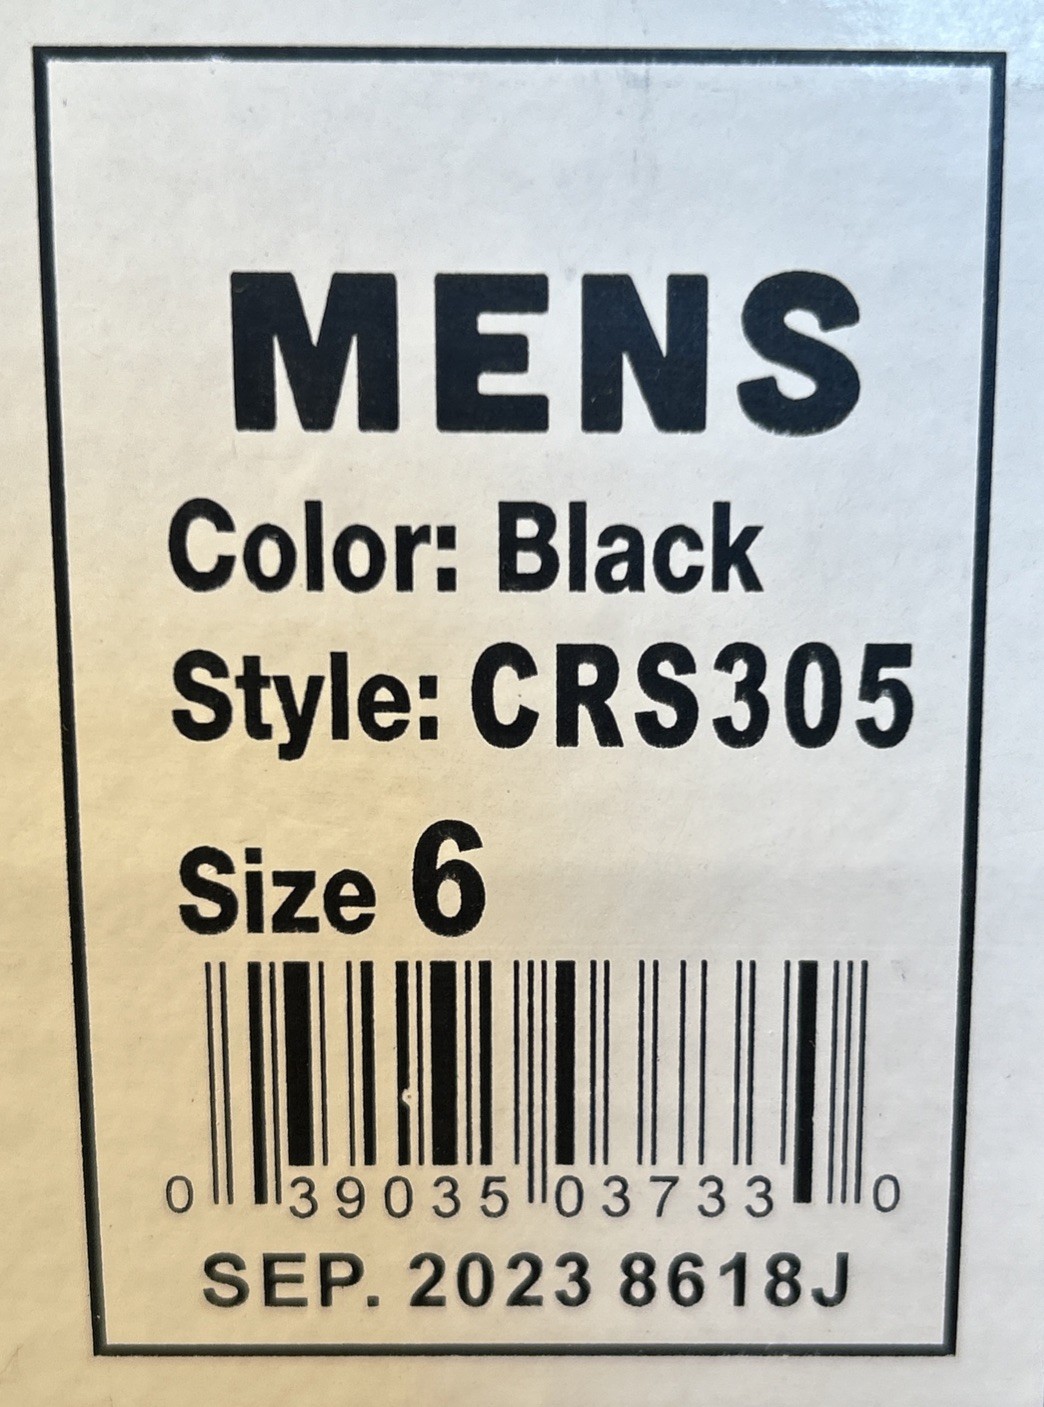 MENS
Color: Black
Style: CRS305
Size 6
0 39035 03733 0
SEP. 2023 8618J